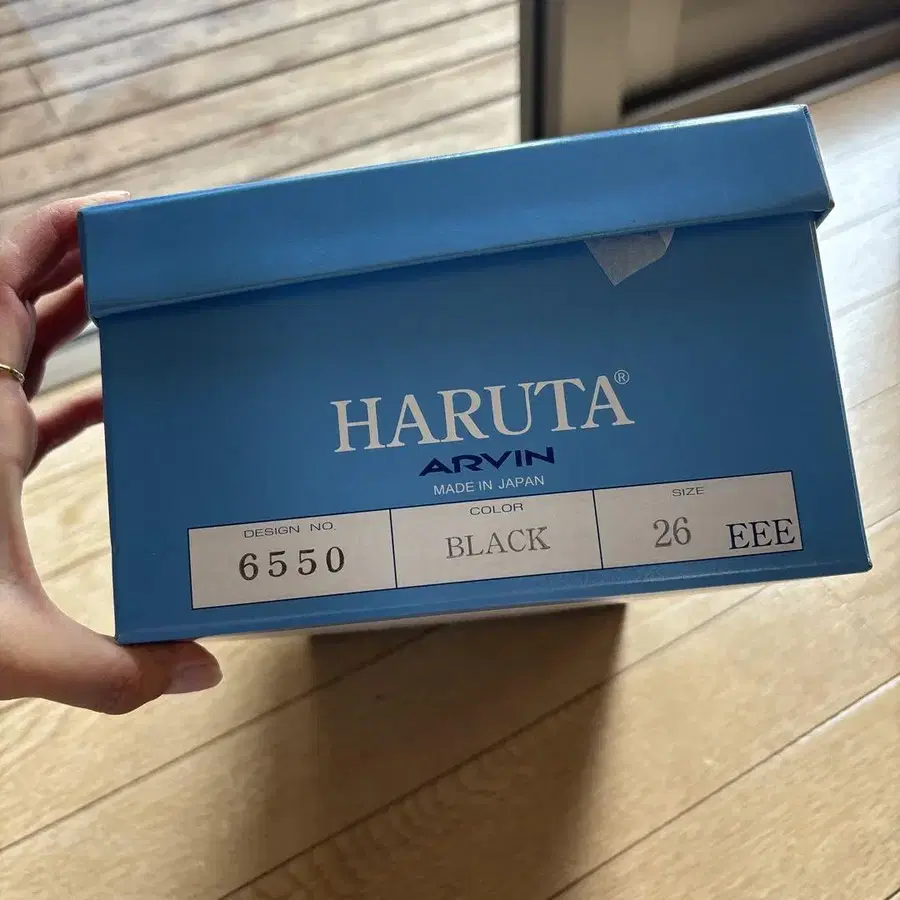 HARUTA®
ARVIN
MADE IN JAPAN
DESIGN NO.
6550
COLOR
BLACK
SIZE
26 EEE